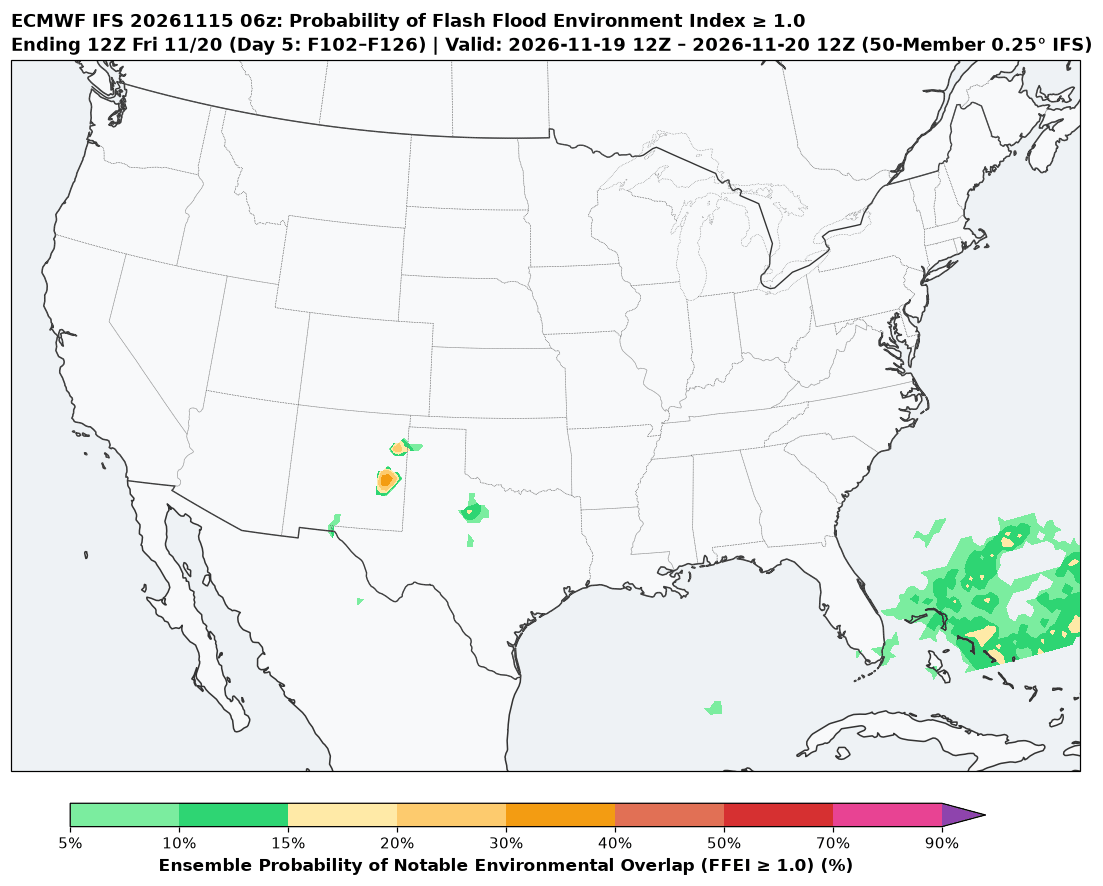 ECMWF IFS 20261115 06z: Probability of Flash Flood Environment Index ≥ 1.0
Ending 12Z Fri 11/20 (Day 5: F102–F126) | Valid: 2026-11-19 12Z – 2026-11-20 12Z (50-Member 0.25° IFS)
5% 10% 15% 20% 30% 40% 50% 70% 90%
Ensemble Probability of Notable Environmental Overlap (FFEI ≥ 1.0) (%)